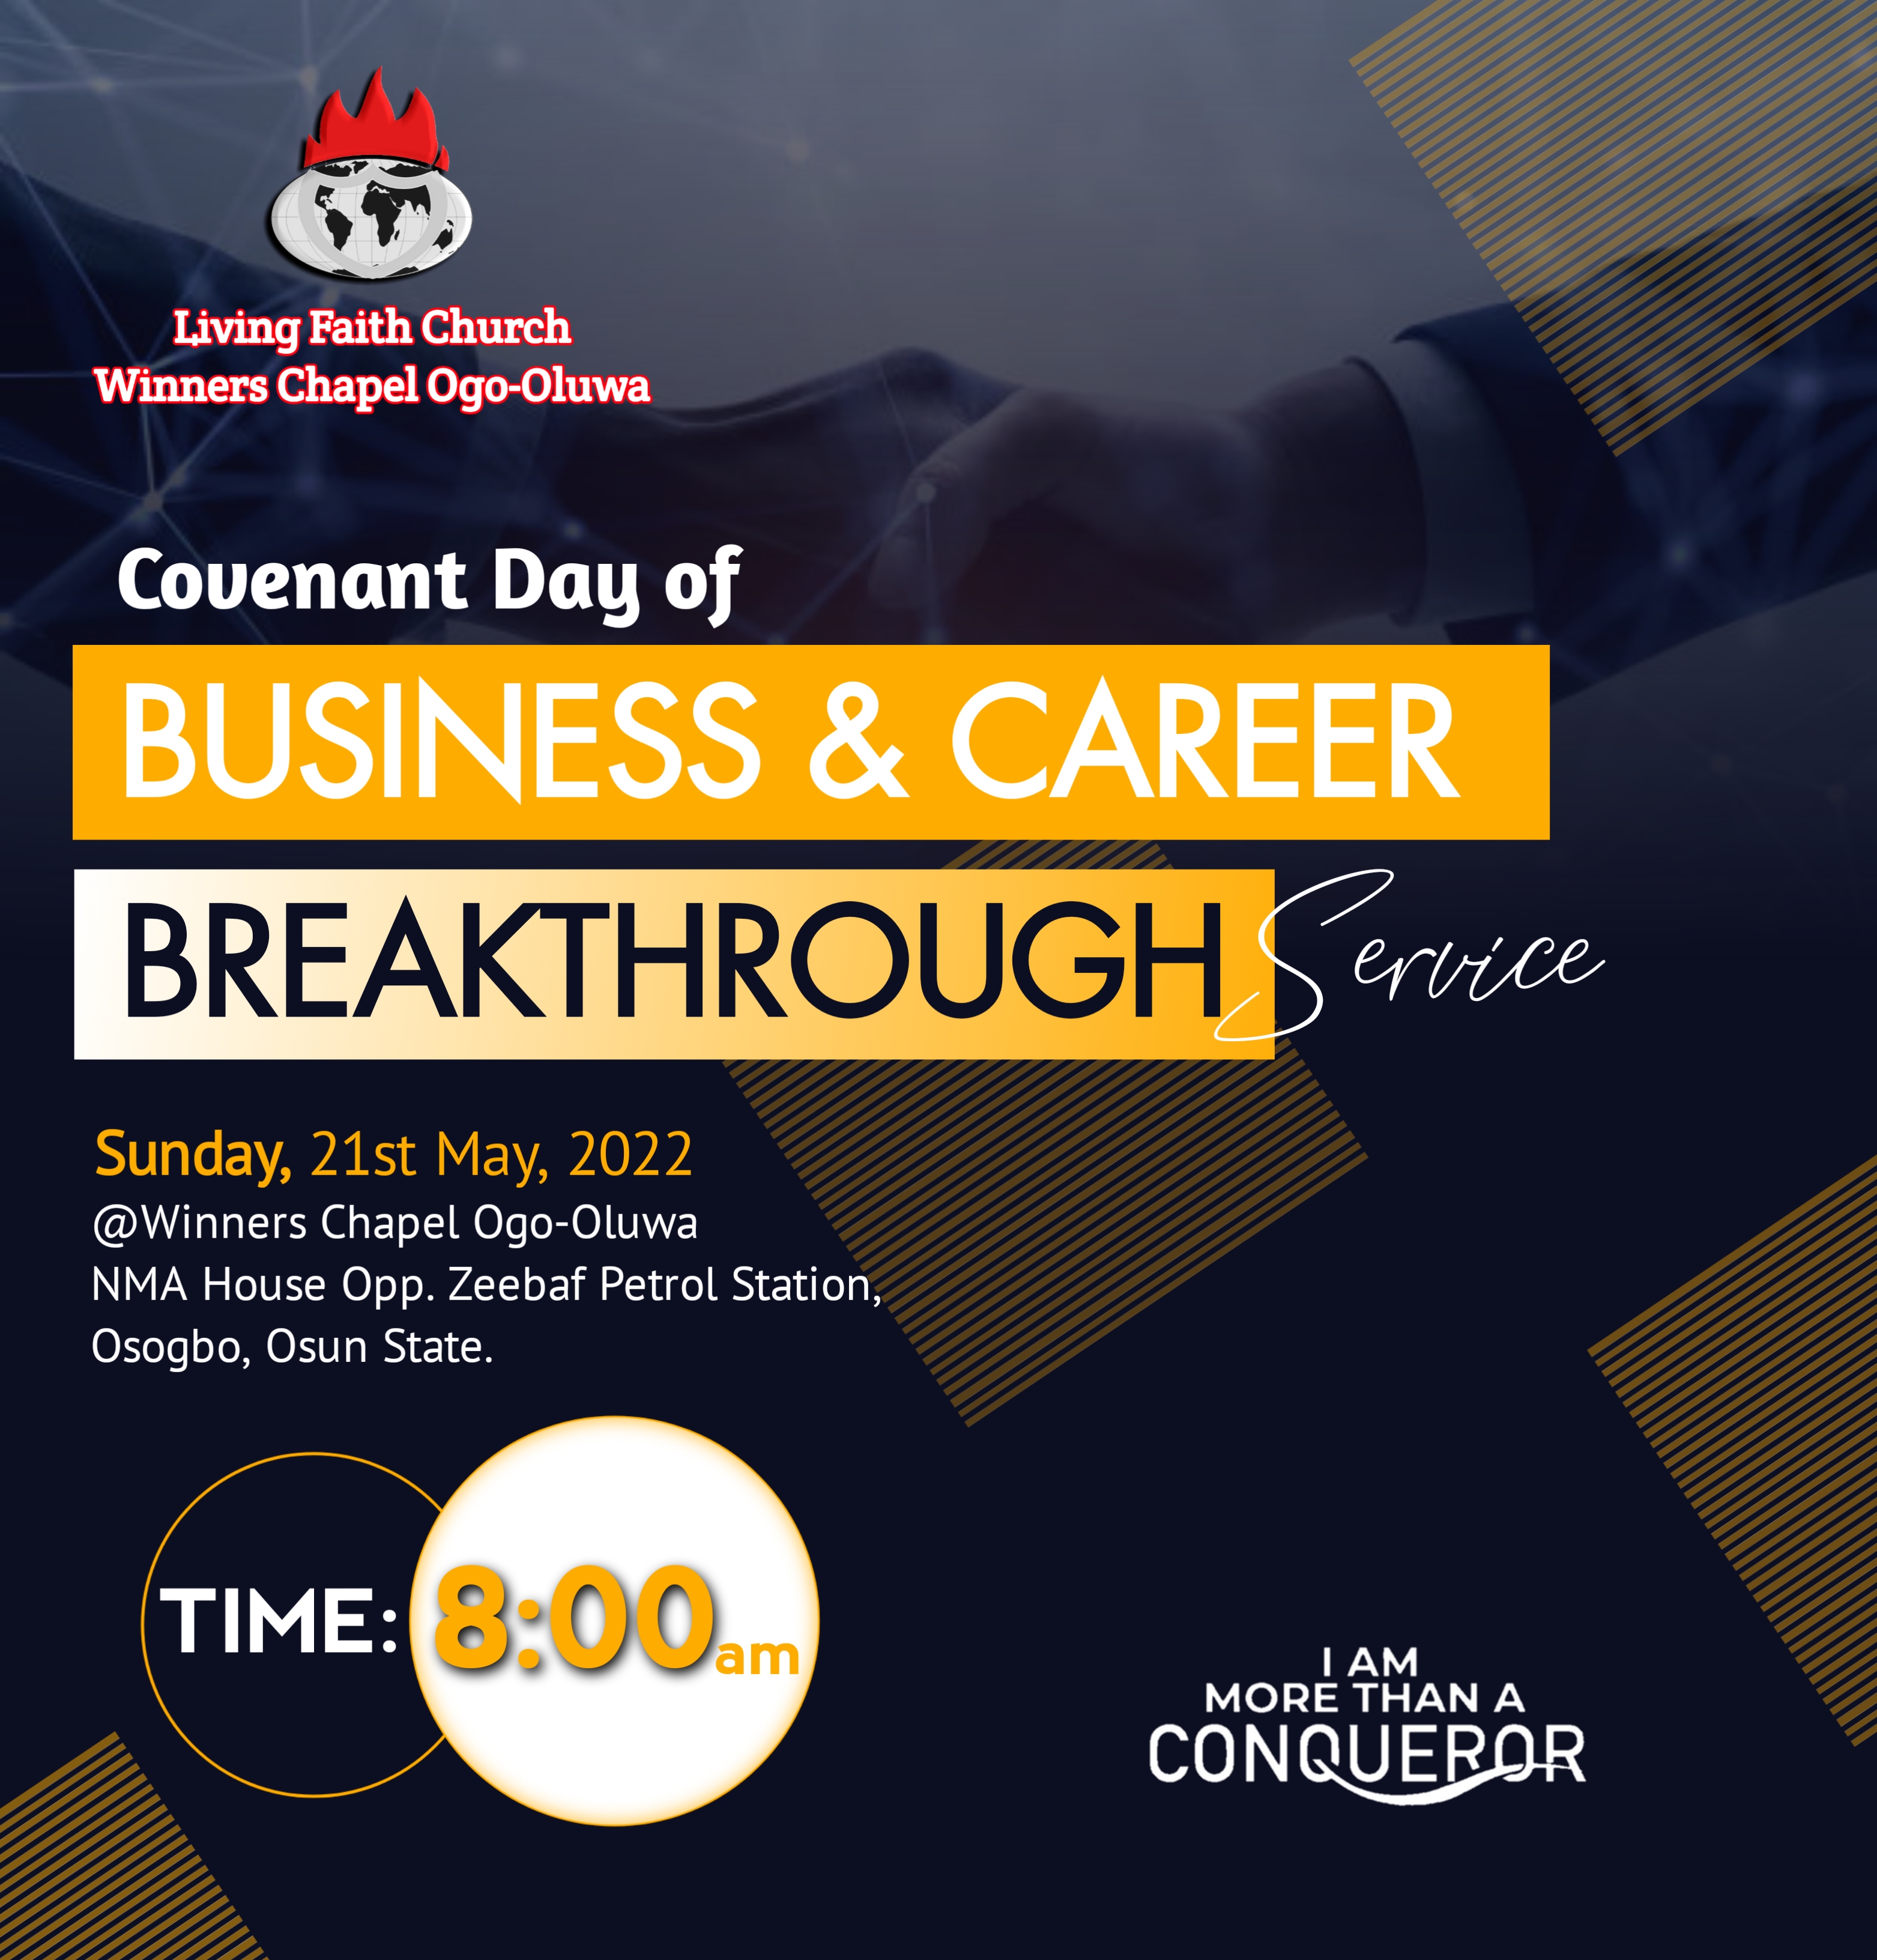 Living Faith Church
Winners Chapel Ogo-Oluwa
Covenant Day of
BUSINESS & CAREER
BREAKTHROUGH Service
Sunday, 21st May, 2022
@Winners Chapel Ogo-Oluwa
NMA House Opp. Zeebaf Petrol Station,
Osogbo, Osun State.
TIME: 8:00am
I AM
MORE THAN A
CONQUEROR